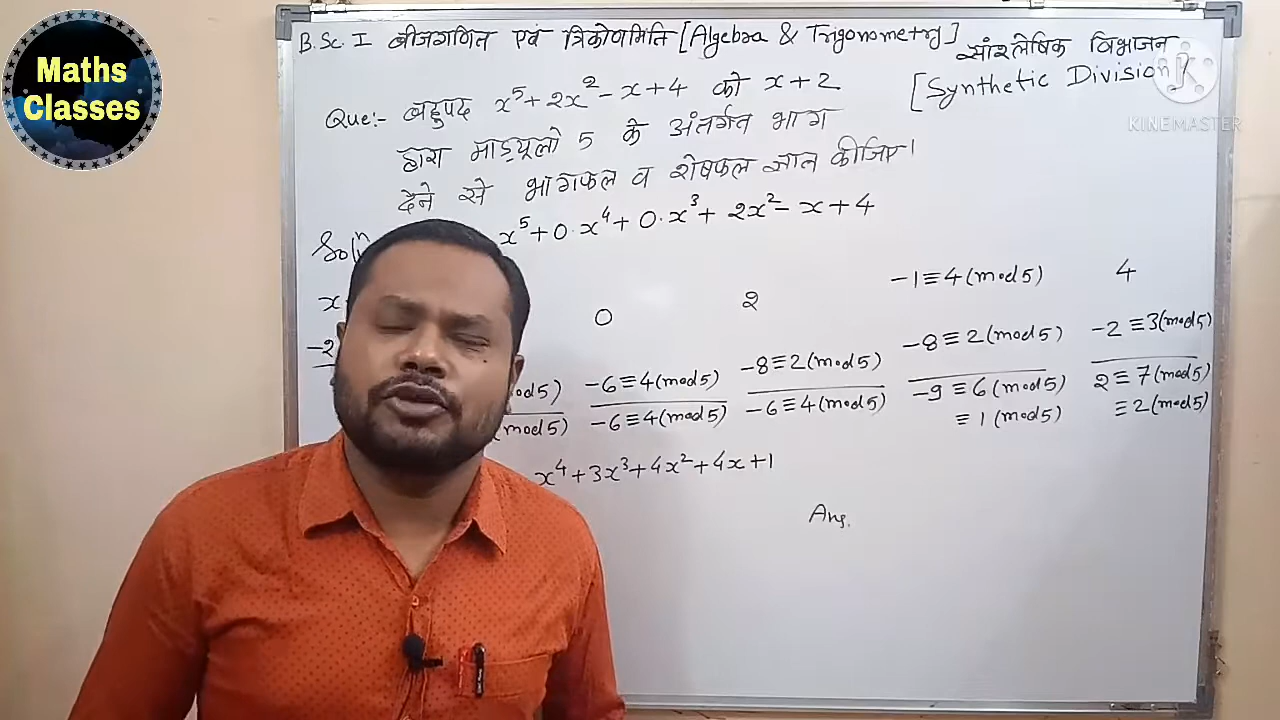 Maths
Classes
B.Sc. I बीजगणित एवं त्रिकोणमिति [Algebra & Trigonometry]
सांश्लेषिक विभाजन
[Synthetic Division]
KINEMASTER
Que:- बहुपद x⁵+2x²-x+4 को x+2
द्वारा माड्यूलो 5 के अंतर्गत भाग
देने से भागफल व शेषफल ज्ञात कीजिए।
Solⁿ x⁵+0·x⁴+0·x³+2x²-x+4
x 0 2 -1≡4(mod5) 4
-2 -6≡4(mod5) -8≡2(mod5) -8≡2(mod5) -2≡3(mod5)
(mod5) -6≡4(mod5) -6≡4(mod5) -9≡6(mod5) 2≡7(mod5)
≡1(mod5) ≡2(mod5)
x⁴+3x³+4x²+4x+1
Ans.